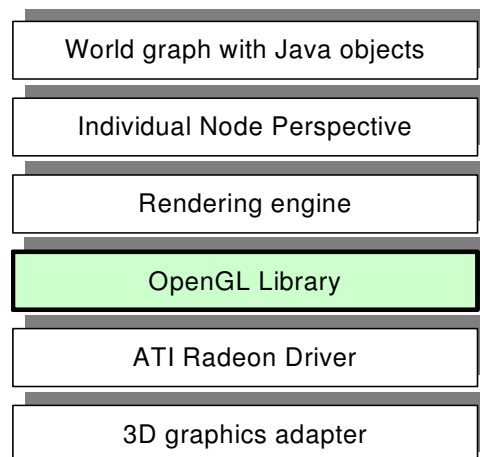 World graph with Java objects
Individual Node Perspective
Rendering engine
OpenGL Library
ATI Radeon Driver
3D graphics adapter